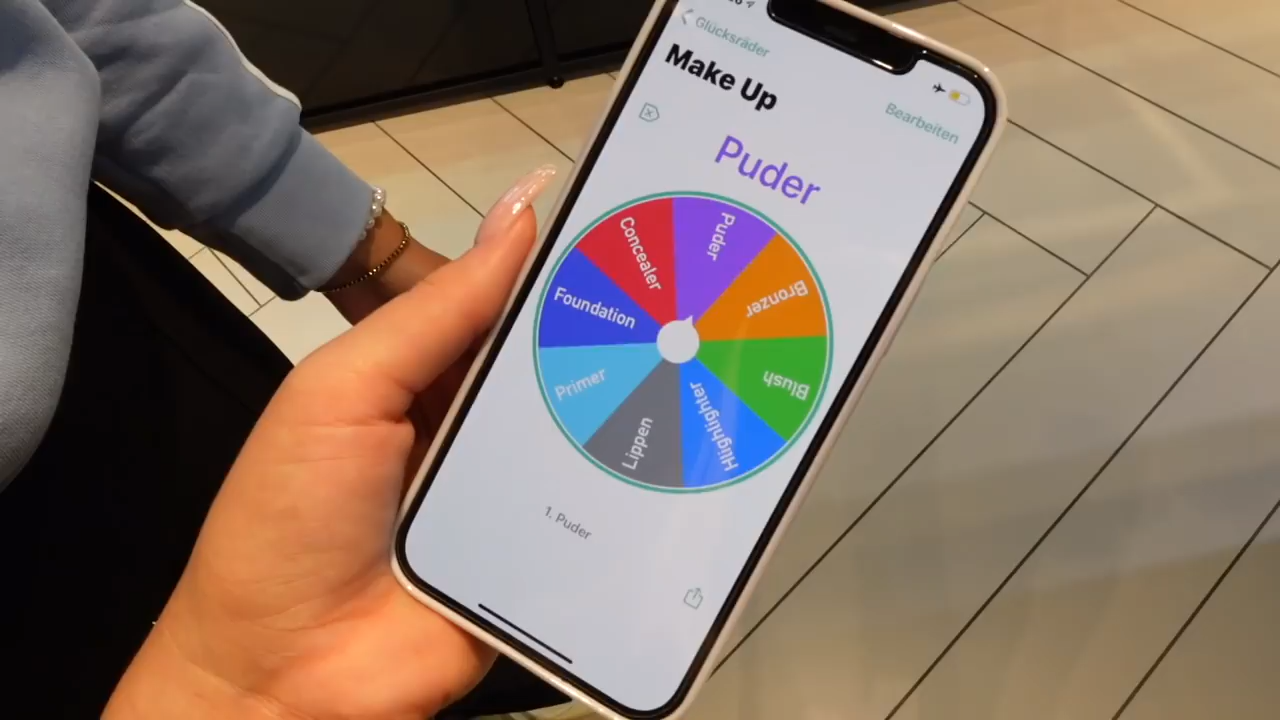 Glücksräder
Make Up
Bearbeiten
Puder
Puder
Concealer
Bronzer
Foundation
Blush
Primer
Highlighter
Lippen
1. Puder